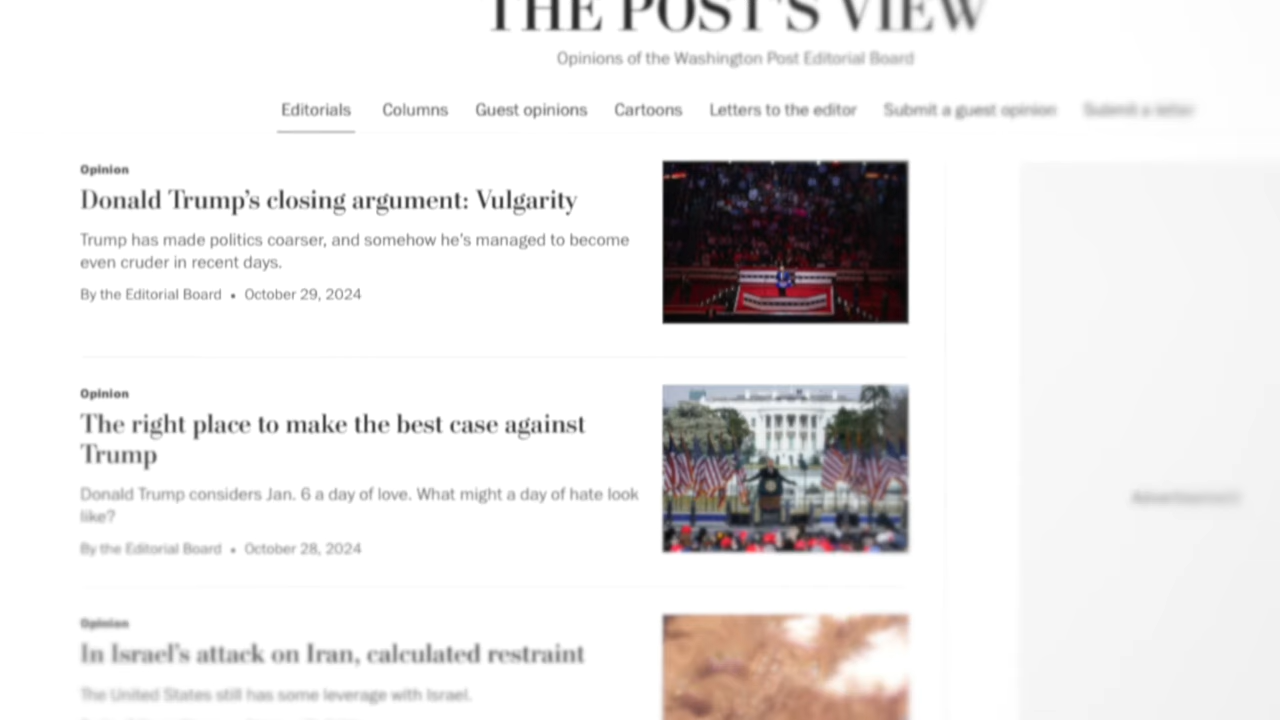 THE POST'S VIEW
Opinions of the Washington Post Editorial Board
Editorials Columns Guest opinions Cartoons Letters to the editor Submit a guest opinion Submit a letter
Opinion
Donald Trump’s closing argument: Vulgarity
Trump has made politics coarser, and somehow he's managed to become
even cruder in recent days.
By the Editorial Board • October 29, 2024
Opinion
The right place to make the best case against
Trump
Donald Trump considers Jan. 6 a day of love. What might a day of hate look
like?
By the Editorial Board • October 28, 2024
Opinion
In Israel’s attack on Iran, calculated restraint
The United States still has some leverage with Israel.
Advertisement